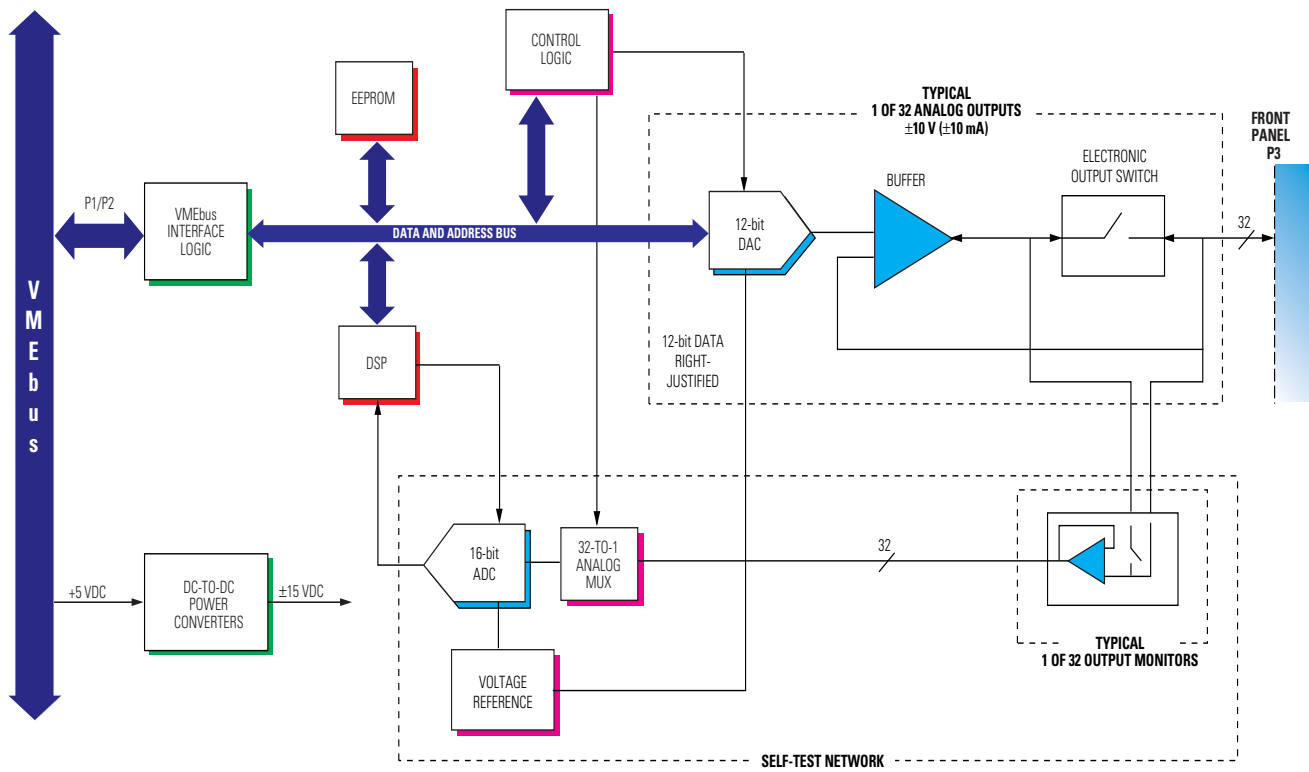 CONTROL
LOGIC
EEPROM
TYPICAL
1 OF 32 ANALOG OUTPUTS
±10 V (±10 mA)
FRONT
PANEL
P3
ELECTRONIC
OUTPUT SWITCH
BUFFER
P1/P2
VMEbus
INTERFACE
LOGIC
DATA AND ADDRESS BUS
12-bit
DAC
32
VMEbus
DSP
12-bit DATA
RIGHT-
JUSTIFIED
16-bit
ADC
32-TO-1
ANALOG
MUX
32
+5 VDC
DC-TO-DC
POWER
CONVERTERS
±15 VDC
TYPICAL
1 OF 32 OUTPUT MONITORS
VOLTAGE
REFERENCE
SELF-TEST NETWORK